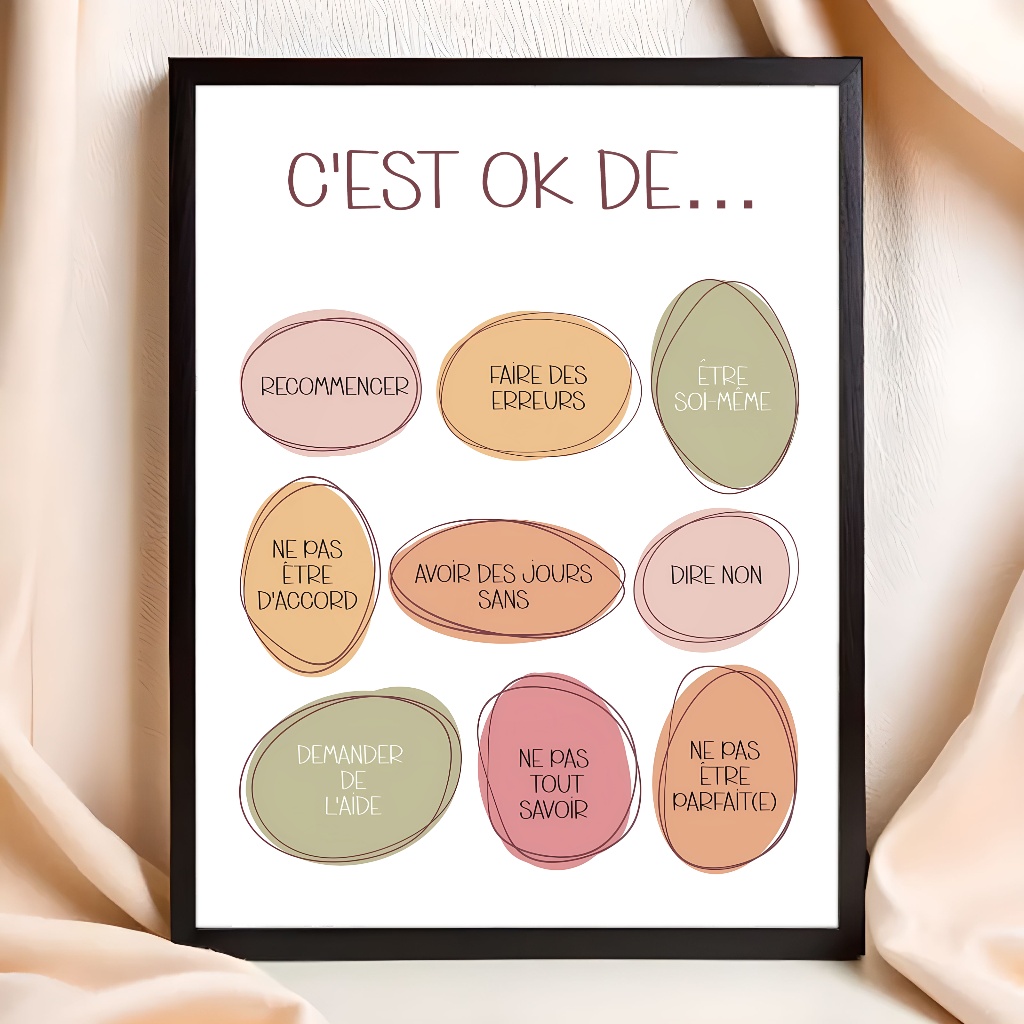 C'EST OK DE...
RECOMMENCER
FAIRE DES
ERREURS
ÊTRE
SOI-MÊME
NE PAS
ÊTRE
D'ACCORD
AVOIR DES JOURS
SANS
DIRE NON
DEMANDER
DE
L'AIDE
NE PAS
TOUT
SAVOIR
NE PAS
ÊTRE
PARFAIT(E)